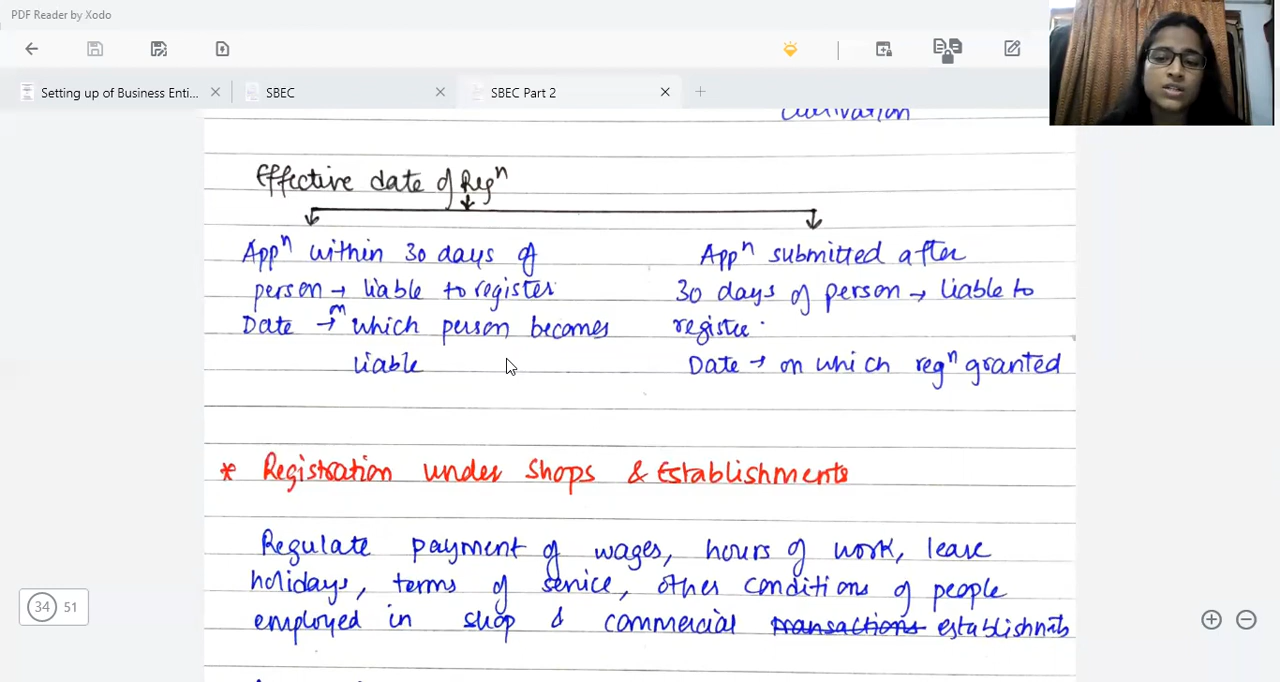 PDF Reader by Xodo
Setting up of Business Enti...
SBEC
SBEC Part 2
cultivation
Effective date of Regⁿ
Appⁿ within 30 days of
person → liable to register
Date → on which person becomes
liable
Appⁿ submitted after
30 days of person → liable to
register
Date → on which regⁿ granted
* Registration under Shops & Establishments
Regulate payment of wages, hours of work, leave
holidays, terms of service, other conditions of people
employed in shop & commercial transactions establishmnts
34 51